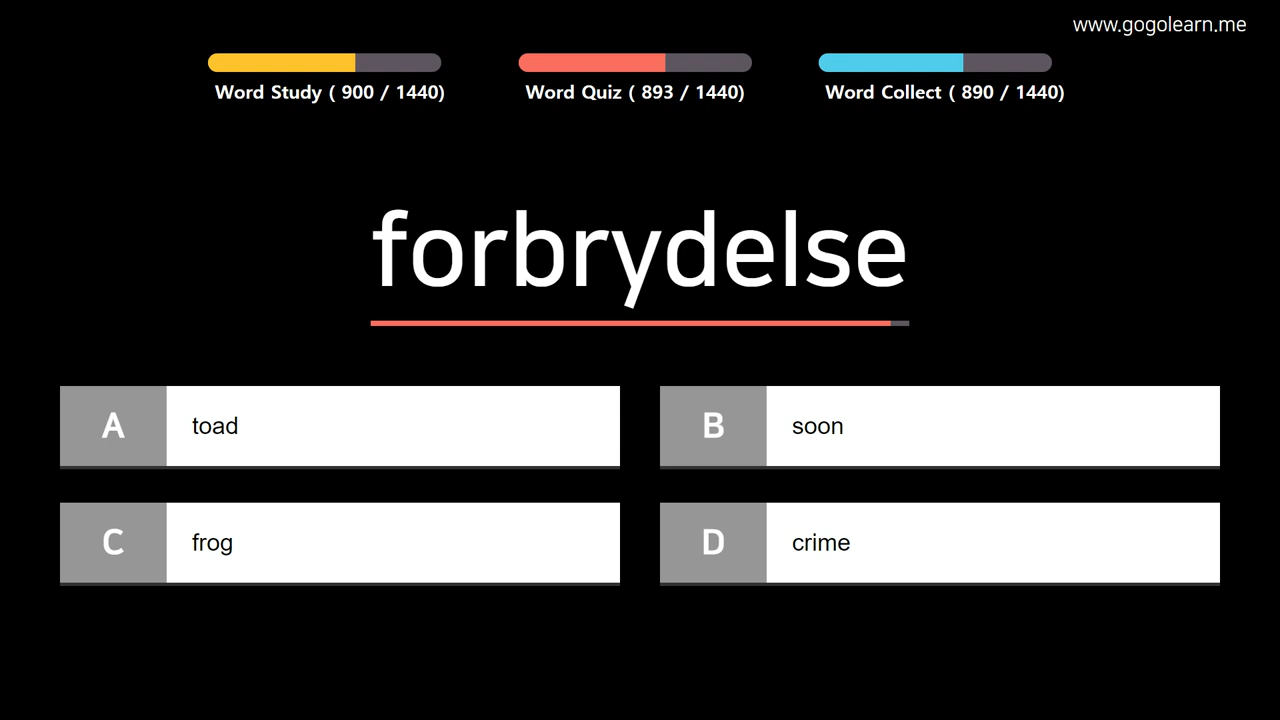 www.gogolearn.me
Word Study ( 900 / 1440)
Word Quiz ( 893 / 1440)
Word Collect ( 890 / 1440)
forbrydelse
A toad
B soon
C frog
D crime